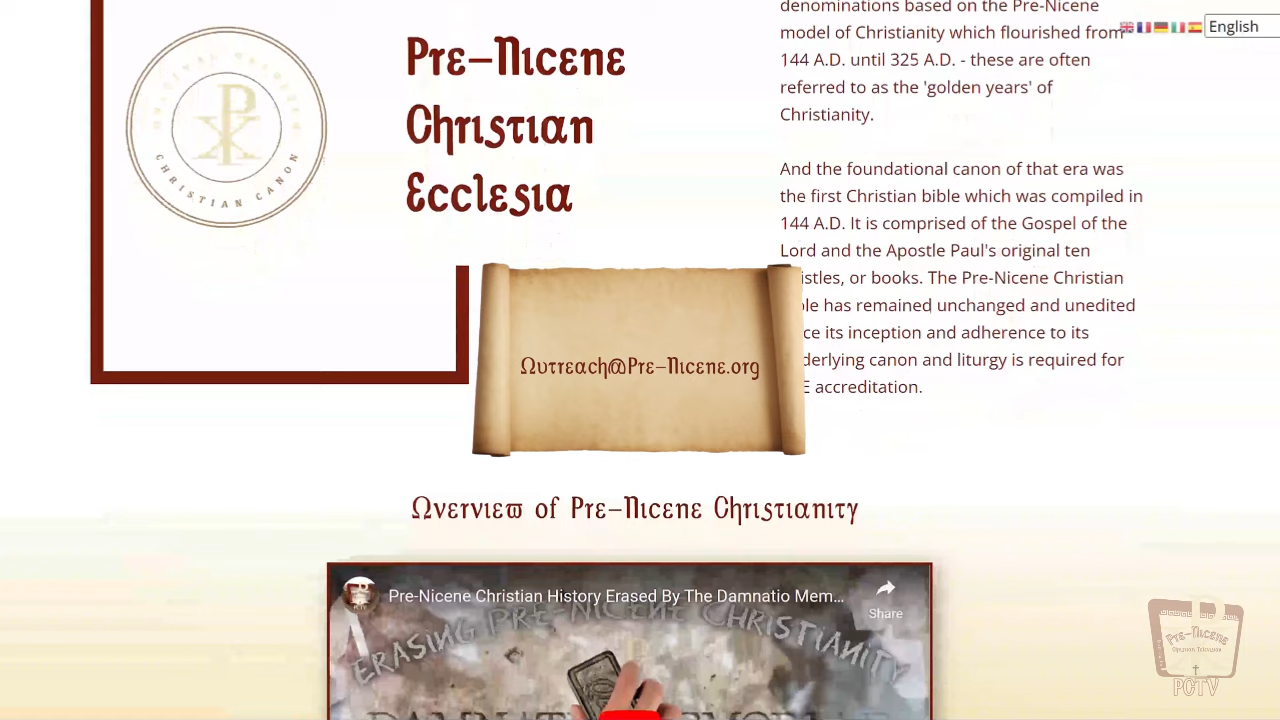 denominations based on the Pre-Nicene
model of Christianity which flourished from
144 A.D. until 325 A.D. - these are often
referred to as the 'golden years' of
Christianity.
English
CHRISTIAN CANON
Pre-Nicene
Christian
Ecclesia
And the foundational canon of that era was
the first Christian bible which was compiled in
144 A.D. It is comprised of the Gospel of the
Lord and the Apostle Paul's original ten
istles, or books. The Pre-Nicene Christian
ble has remained unchanged and unedited
ce its inception and adherence to its
derlying canon and liturgy is required for
E accreditation.
Outreach@Pre-Nicene.org
Overview of Pre-Nicene Christianity
Pre-Nicene Christian History Erased By The Damnatio Mem...
Share
ERASING PRE-NICENE CHRISTIANITY
Pre-Nicene
Christian Television
PCTV